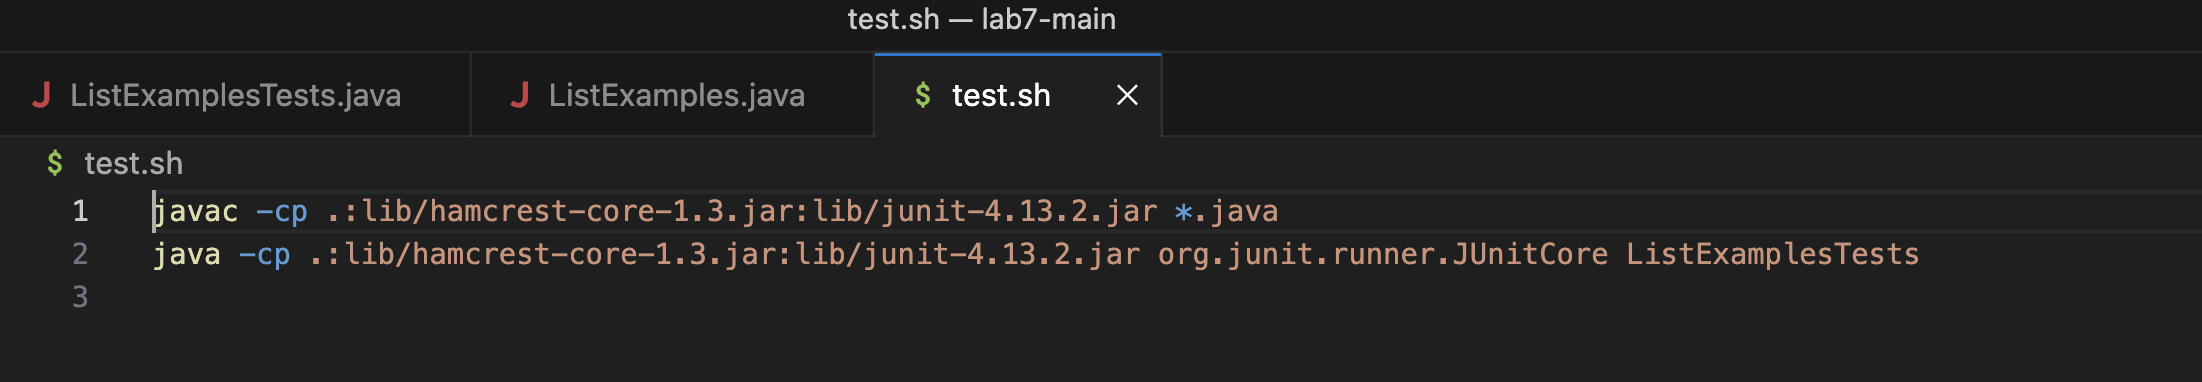 test.sh — lab7-main
J ListExamplesTests.java J ListExamples.java $ test.sh ×
$ test.sh
1 javac -cp .:lib/hamcrest-core-1.3.jar:lib/junit-4.13.2.jar *.java
2 java -cp .:lib/hamcrest-core-1.3.jar:lib/junit-4.13.2.jar org.junit.runner.JUnitCore ListExamplesTests
3